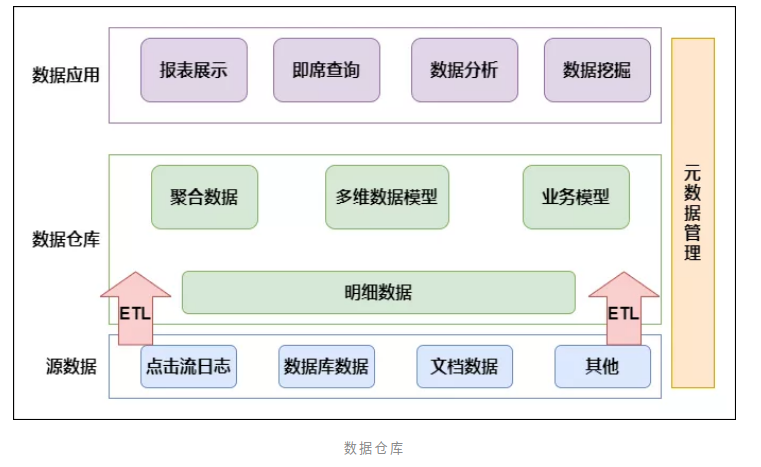 数据应用
报表展示
即席查询
数据分析
数据挖掘
元数据管理
数据仓库
聚合数据
多维数据模型
业务模型
明细数据
ETL
ETL
源数据
点击流日志
数据库数据
文档数据
其他
数据仓库